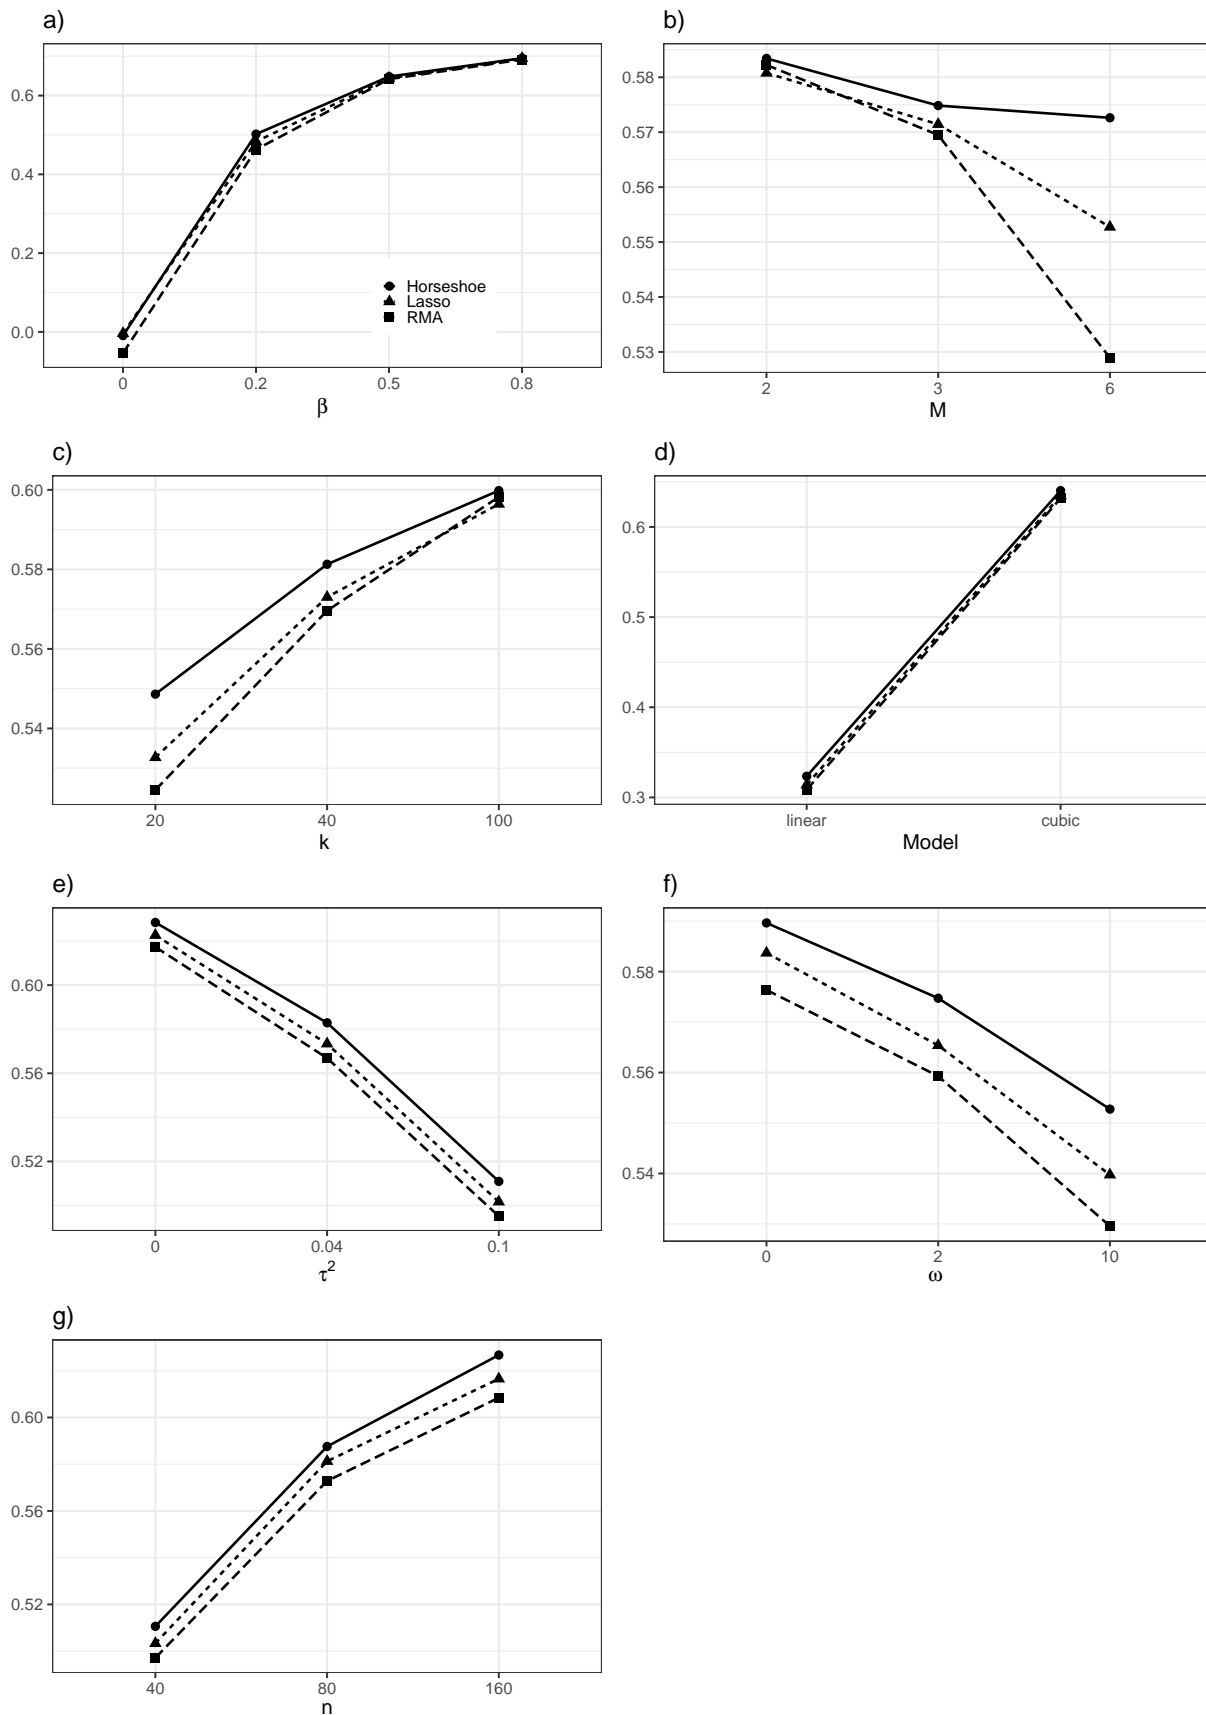 a)
0.6
0.4
0.2
0.0
Horseshoe
Lasso
RMA
0 0.2 0.5 0.8
β
b)
0.58
0.57
0.56
0.55
0.54
0.53
2 3 6
M
c)
0.60
0.58
0.56
0.54
20 40 100
k
d)
0.6
0.5
0.4
0.3
linear cubic
Model
e)
0.60
0.56
0.52
0 0.04 0.1
τ²
f)
0.58
0.56
0.54
0 2 10
ω
g)
0.60
0.56
0.52
40 80 160
n